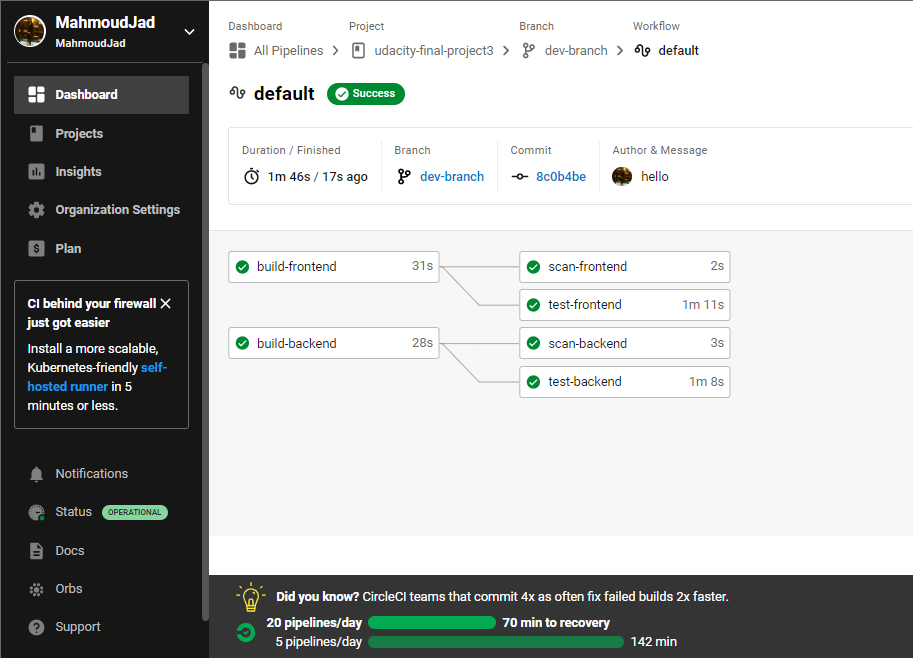 MahmoudJad
MahmoudJad
Dashboard
Projects
Insights
Organization Settings
$ Plan
CI behind your firewall
just got easier
Install a more scalable,
Kubernetes-friendly self-
hosted runner in 5
minutes or less.
Notifications
Status OPERATIONAL
Docs
Orbs
? Support
Dashboard Project Branch Workflow
All Pipelines > udacity-final-project3 > dev-branch > default
default Success
Duration / Finished Branch Commit Author & Message
1m 46s / 17s ago dev-branch 8c0b4be hello
build-frontend 31s scan-frontend 2s
test-frontend 1m 11s
build-backend 28s scan-backend 3s
test-backend 1m 8s
Did you know? CircleCI teams that commit 4x as often fix failed builds 2x faster.
20 pipelines/day 70 min to recovery
5 pipelines/day 142 min